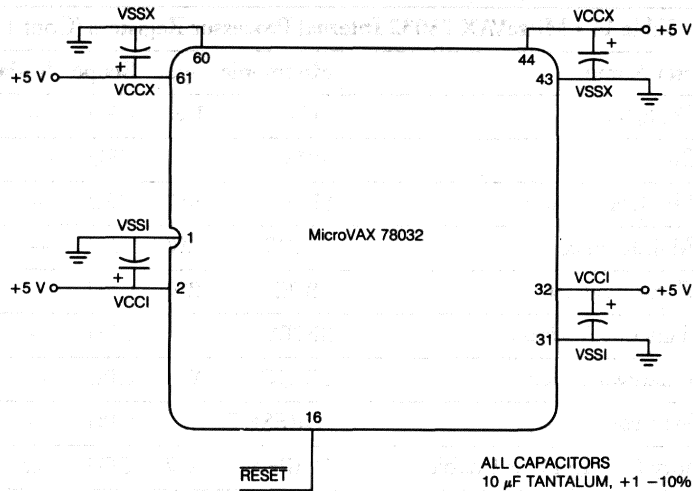 VSSX
VCCX
+5 V
60
44
+5 V
61
43
VCCX
VSSX
VSSI
1
MicroVAX 78032
+5 V
2
32
+5 V
VCCI
VCCI
31
VSSI
16
RESET
ALL CAPACITORS
10 μF TANTALUM, +1 −10%